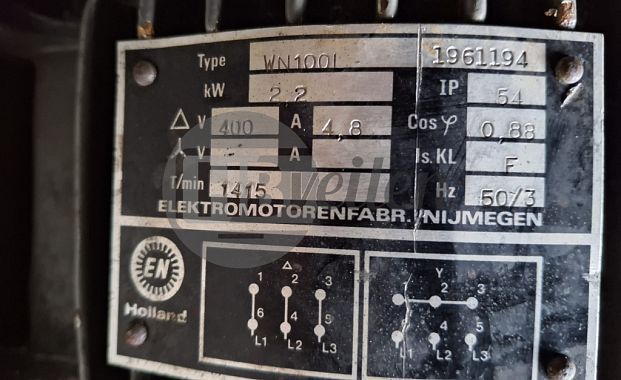 Type WN100L 1961194
kW 2,2 IP 54
△ V 400 A 4,8 Cos φ 0,88
V - A
T/min 1415 Is.KL F
Hz 50/3
ELEKTROMOTORENFABR./NIJMEGEN
EN
Holland
△
1 2 3
6 4 5
L1 L2 L3
Y
2 3
6 4 5
L1 L2 L3